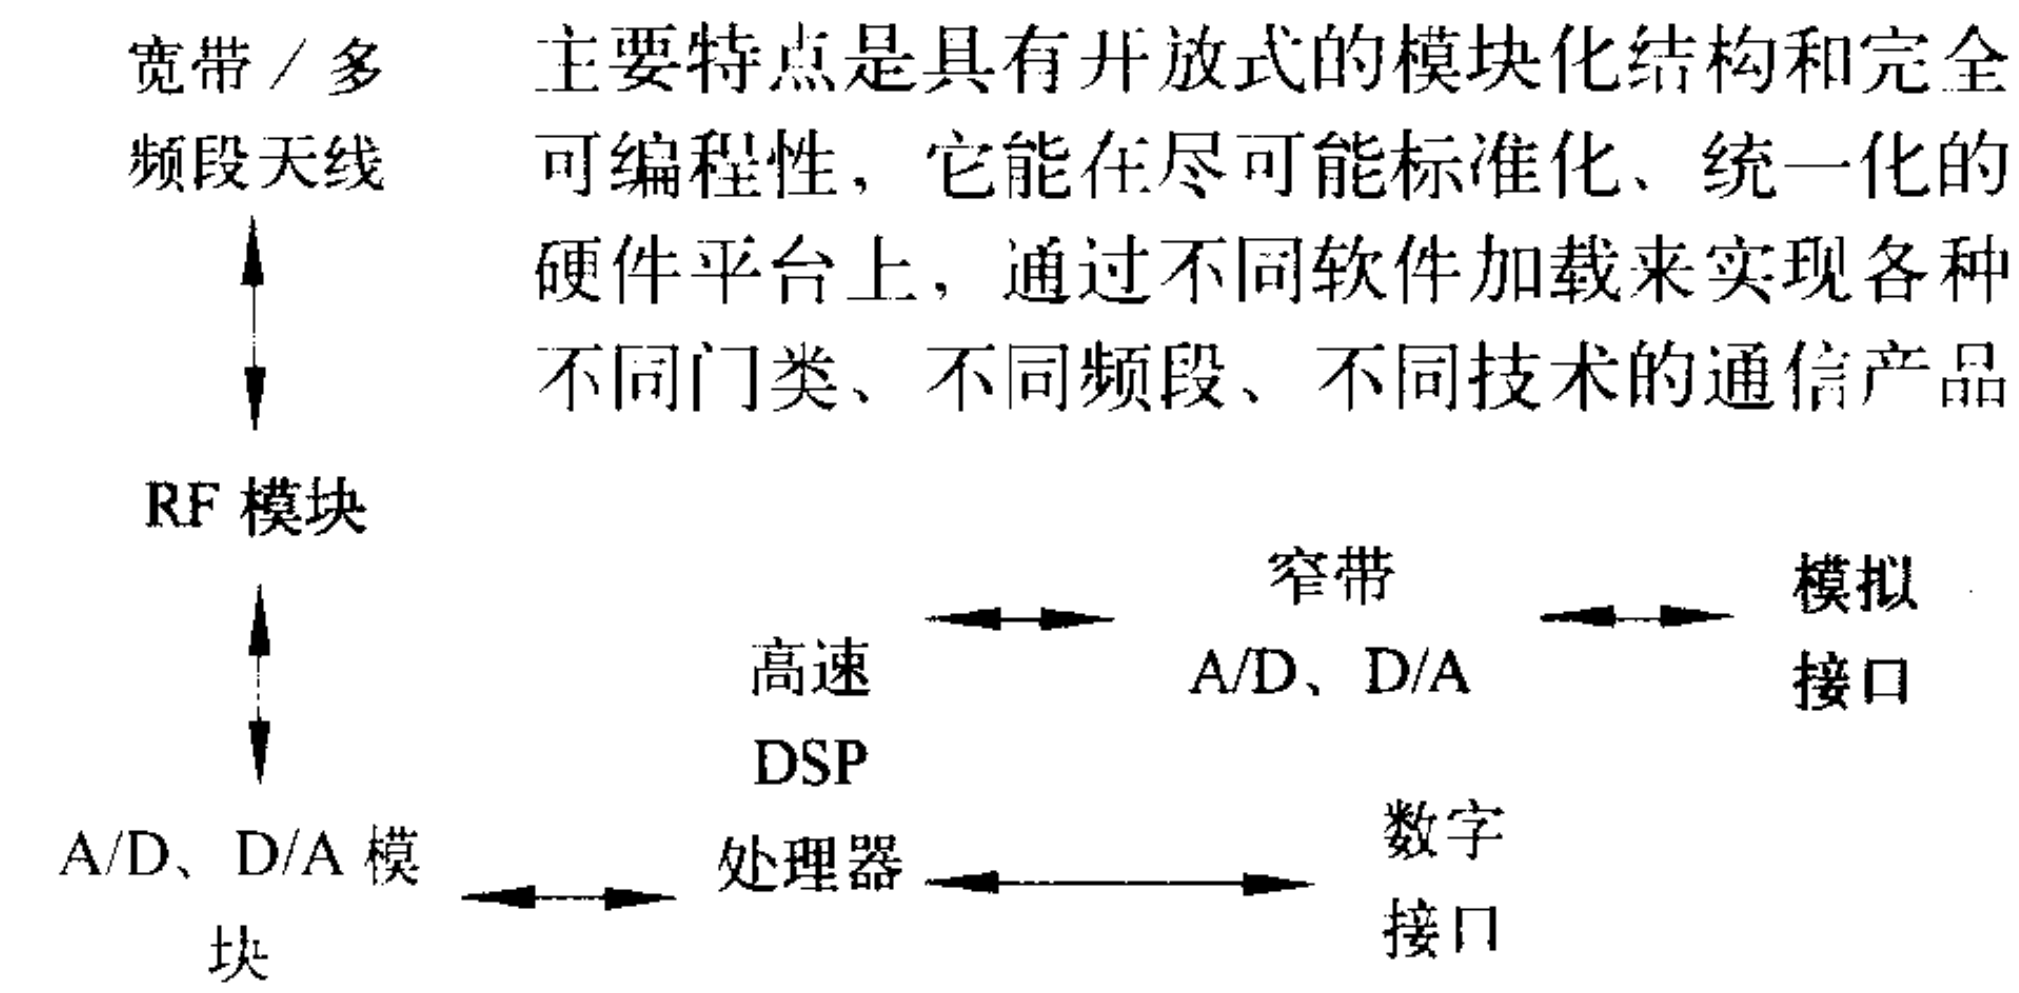 宽带／多
频段天线
主要特点是具有开放式的模块化结构和完全
可编程性，它能在尽可能标准化、统一化的
硬件平台上，通过不同软件加载来实现各种
不同门类、不同频段、不同技术的通信产品
RF 模块
A/D、D/A 模
块
高速
DSP
处理器
窄带
A/D、D/A
模拟
接口
数字
接口